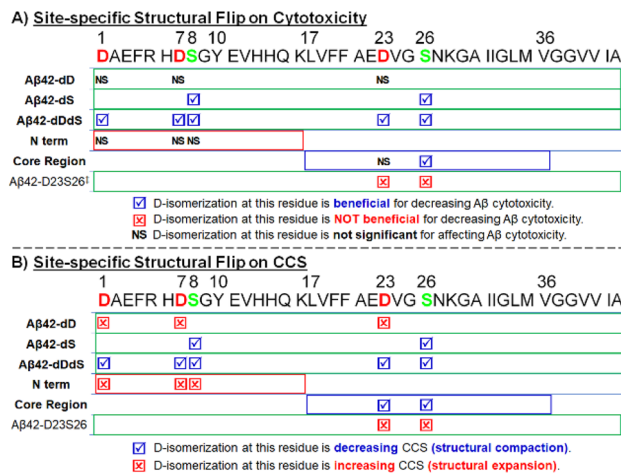 A) Site-specific Structural Flip on Cytotoxicity
1 7 8 10 17 23 26 36
DAEFR HDSGY EVHHQ KLVFF AEDVG SNKGA IIGLM VGGVV IA
Aβ42-dD NS NS NS
Aβ42-dS
Aβ42-dDdS
N term NS NS NS
Core Region NS
Aβ42-D23S26‡
D-isomerization at this residue is beneficial for decreasing Aβ cytotoxicity.
D-isomerization at this residue is NOT beneficial for decreasing Aβ cytotoxicity.
NS D-isomerization at this residue is not significant for affecting Aβ cytotoxicity.
B) Site-specific Structural Flip on CCS
1 7 8 10 17 23 26 36
DAEFR HDSGY EVHHQ KLVFF AEDVG SNKGA IIGLM VGGVV IA
Aβ42-dD
Aβ42-dS
Aβ42-dDdS
N term
Core Region
Aβ42-D23S26
D-isomerization at this residue is decreasing CCS (structural compaction).
D-isomerization at this residue is increasing CCS (structural expansion).